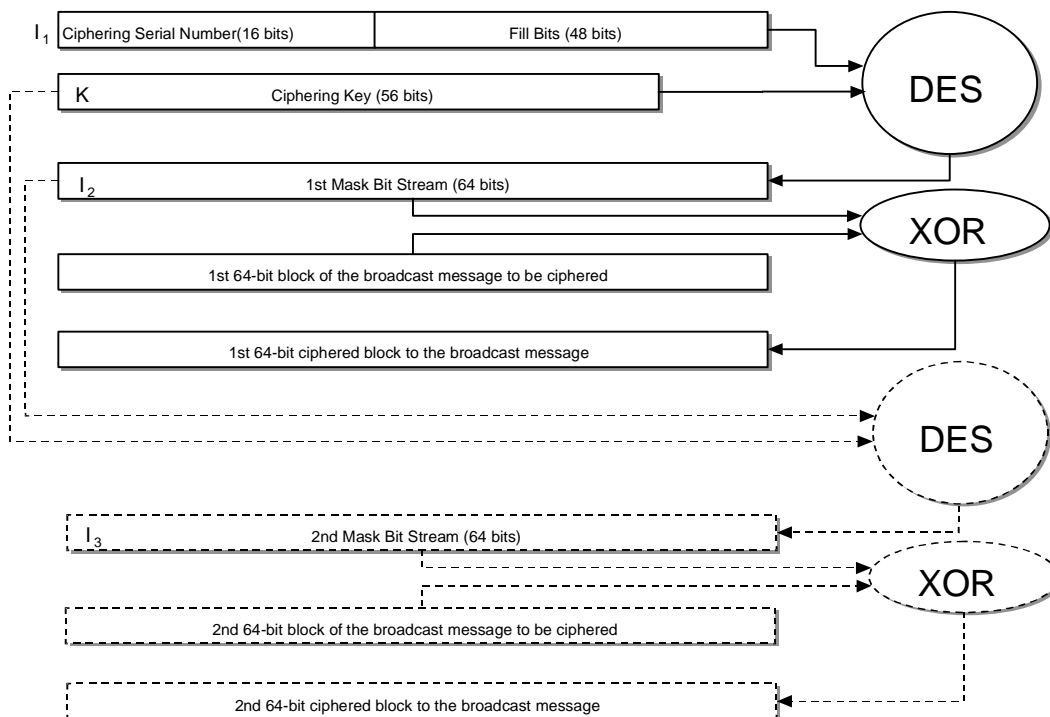 I1 Ciphering Serial Number(16 bits) Fill Bits (48 bits)
DES
K Ciphering Key (56 bits)
I2 1st Mask Bit Stream (64 bits)
XOR
1st 64-bit block of the broadcast message to be ciphered
1st 64-bit ciphered block to the broadcast message
DES
I3 2nd Mask Bit Stream (64 bits)
XOR
2nd 64-bit block of the broadcast message to be ciphered
2nd 64-bit ciphered block to the broadcast message